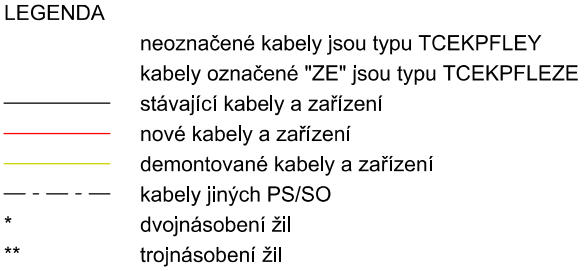 LEGENDA
neoznačené kabely jsou typu TCEKPFLEY
kabely označené "ZE" jsou typu TCEKPFLEZE
stávající kabely a zařízení
nové kabely a zařízení
demontované kabely a zařízení
kabely jiných PS/SO
* dvojnásobení žil
** trojnásobení žil